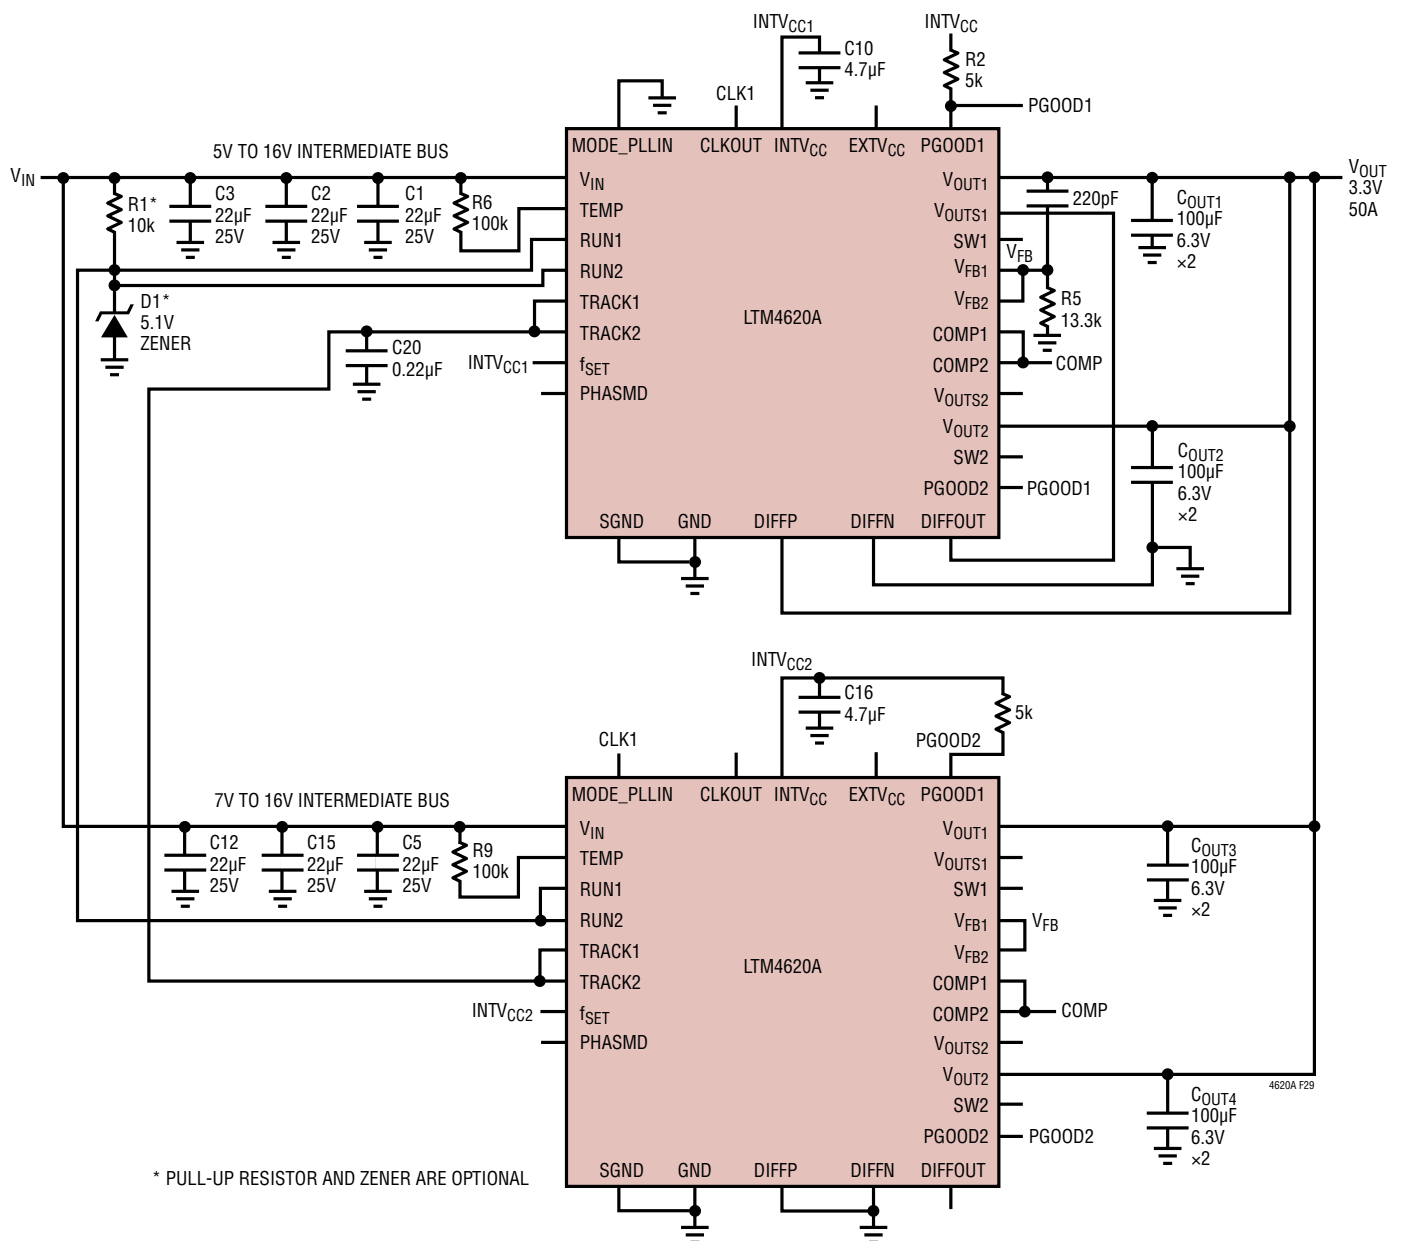 INTVCC1
C10
4.7µF
INTVCC
R2
5k
PGOOD1
CLK1
MODE_PLLIN
CLKOUT
INTVCC
EXTVCC
PGOOD1
5V TO 16V INTERMEDIATE BUS
VIN
R1*
10k
C3
22µF
25V
C2
22µF
25V
C1
22µF
25V
R6
100k
D1*
5.1V
ZENER
C20
0.22µF
INTVCC1
VIN
TEMP
RUN1
RUN2
TRACK1
TRACK2
fSET
PHASMD
LTM4620A
VOUT1
VOUTS1
SW1
VFB1
VFB2
COMP1
COMP2
VOUTS2
VOUT2
SW2
PGOOD2
SGND
GND
DIFFP
DIFFN
DIFFOUT
220pF
VFB
R5
13.3k
COMP
PGOOD1
COUT1
100µF
6.3V
×2
COUT2
100µF
6.3V
×2
VOUT
3.3V
50A
INTVCC2
C16
4.7µF
5k
PGOOD2
CLK1
MODE_PLLIN
CLKOUT
INTVCC
EXTVCC
PGOOD1
7V TO 16V INTERMEDIATE BUS
C12
22µF
25V
C15
22µF
25V
C5
22µF
25V
R9
100k
INTVCC2
VIN
TEMP
RUN1
RUN2
TRACK1
TRACK2
fSET
PHASMD
LTM4620A
VOUT1
VOUTS1
SW1
VFB1
VFB2
COMP1
COMP2
VOUTS2
VOUT2
SW2
PGOOD2
SGND
GND
DIFFP
DIFFN
DIFFOUT
VFB
COMP
PGOOD2
COUT3
100µF
6.3V
×2
COUT4
100µF
6.3V
×2
4620A F29
* PULL-UP RESISTOR AND ZENER ARE OPTIONAL